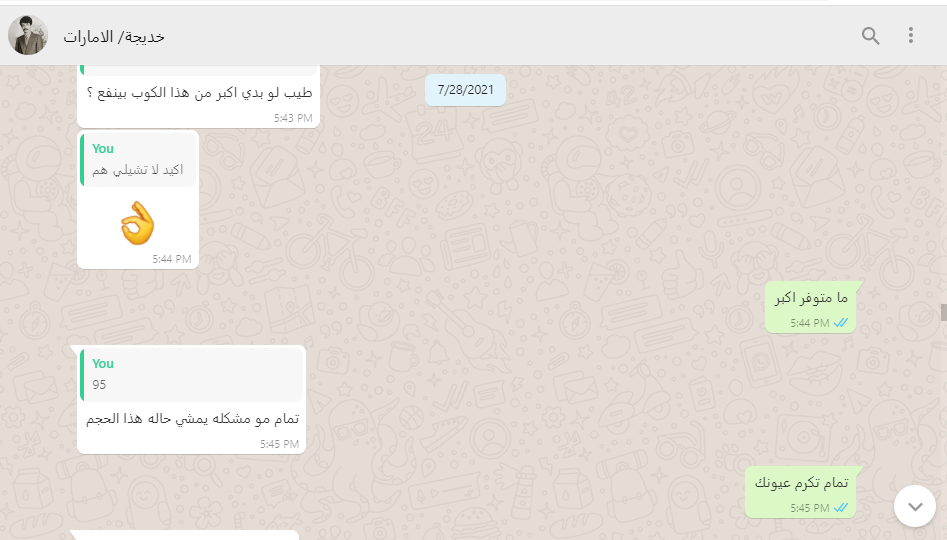 خديجة/ الامارات
7/28/2021
طيب لو بدي اكبر من هذا الكوب بينفع ؟
5:43 PM
You
اكيد لا تشيلي هم
👌
5:44 PM
ما متوفر اكبر
5:44 PM
You
95
تمام مو مشكله يمشي حاله هذا الحجم
5:45 PM
تمام تكرم عيونك
5:45 PM